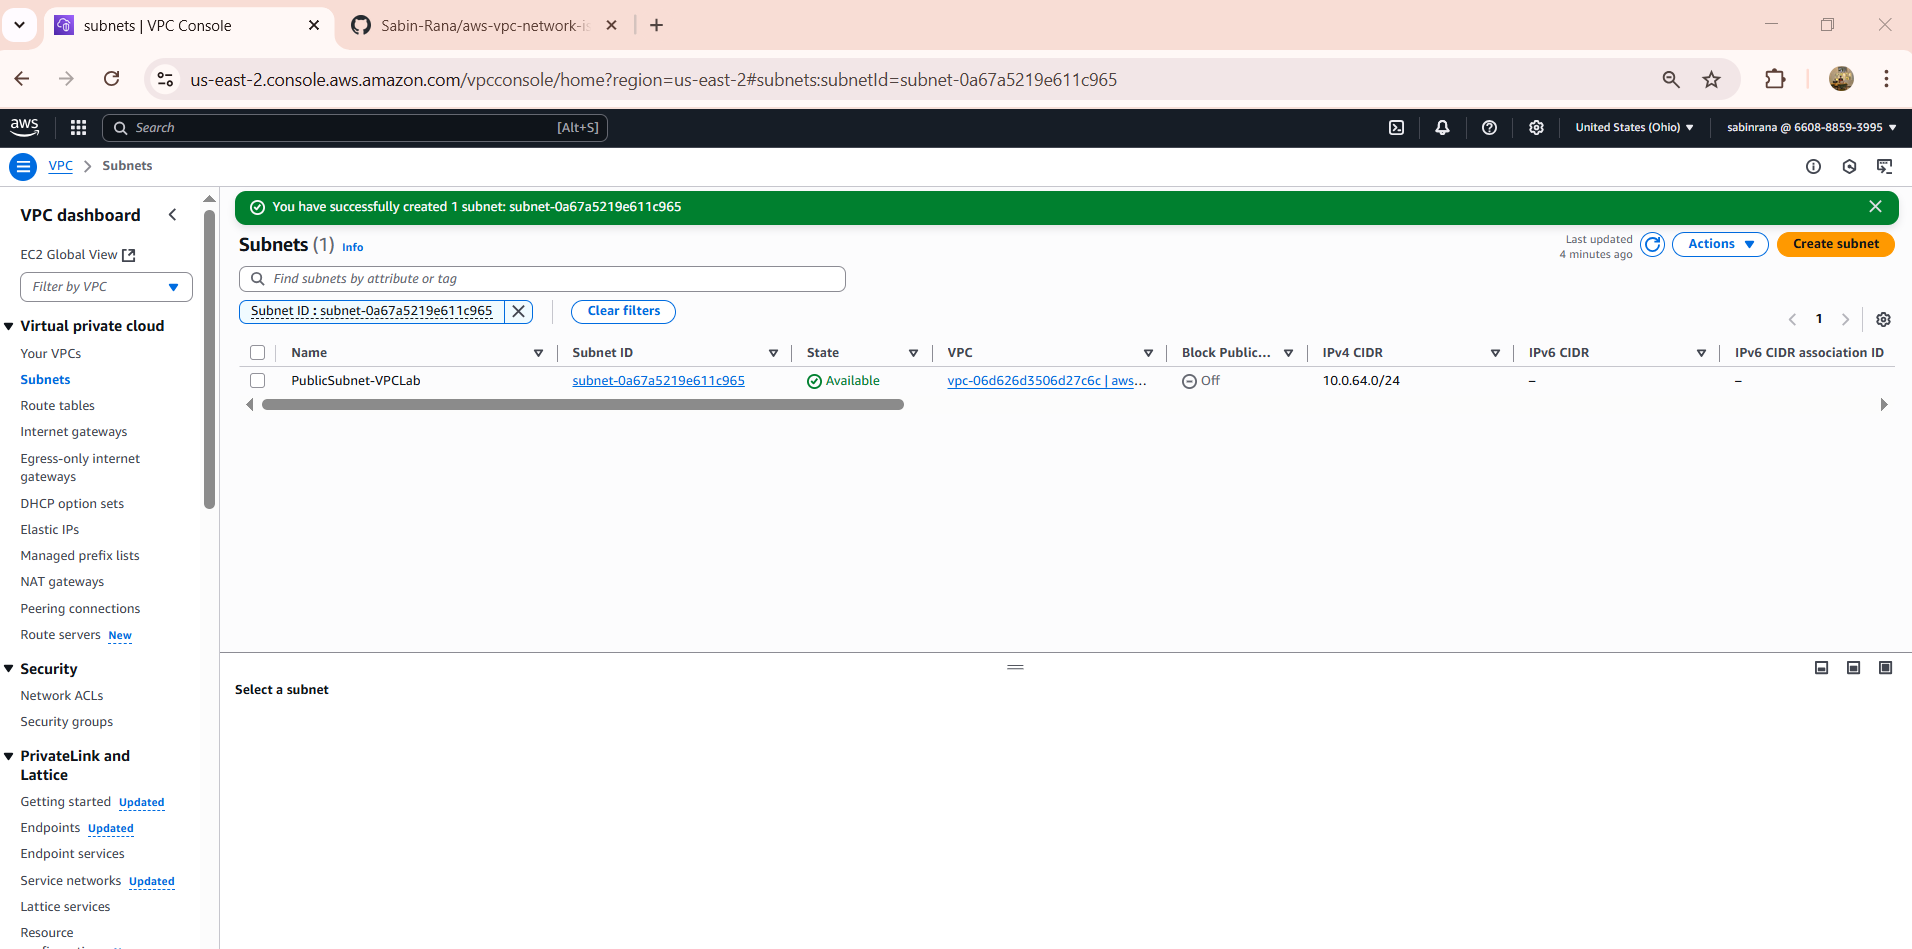 subnets | VPC Console
Sabin-Rana/aws-vpc-network-is
us-east-2.console.aws.amazon.com/vpcconsole/home?region=us-east-2#subnets:subnetId=subnet-0a67a5219e611c965
aws
Search
[Alt+S]
United States (Ohio)
sabinrana @ 6608-8859-3995
VPC
Subnets
VPC dashboard
EC2 Global View
Filter by VPC
Virtual private cloud
Your VPCs
Subnets
Route tables
Internet gateways
Egress-only internet
gateways
DHCP option sets
Elastic IPs
Managed prefix lists
NAT gateways
Peering connections
Route servers New
Security
Network ACLs
Security groups
PrivateLink and
Lattice
Getting started Updated
Endpoints Updated
Endpoint services
Service networks Updated
Lattice services
Resource
You have successfully created 1 subnet: subnet-0a67a5219e611c965
Subnets (1) Info
Last updated
4 minutes ago
Actions
Create subnet
Find subnets by attribute or tag
Subnet ID : subnet-0a67a5219e611c965
Clear filters
1
Name Subnet ID State VPC Block Public... IPv4 CIDR IPv6 CIDR IPv6 CIDR association ID
PublicSubnet-VPCLab subnet-0a67a5219e611c965 Available vpc-06d626d3506d27c6c | aws... Off 10.0.64.0/24 – –
Select a subnet